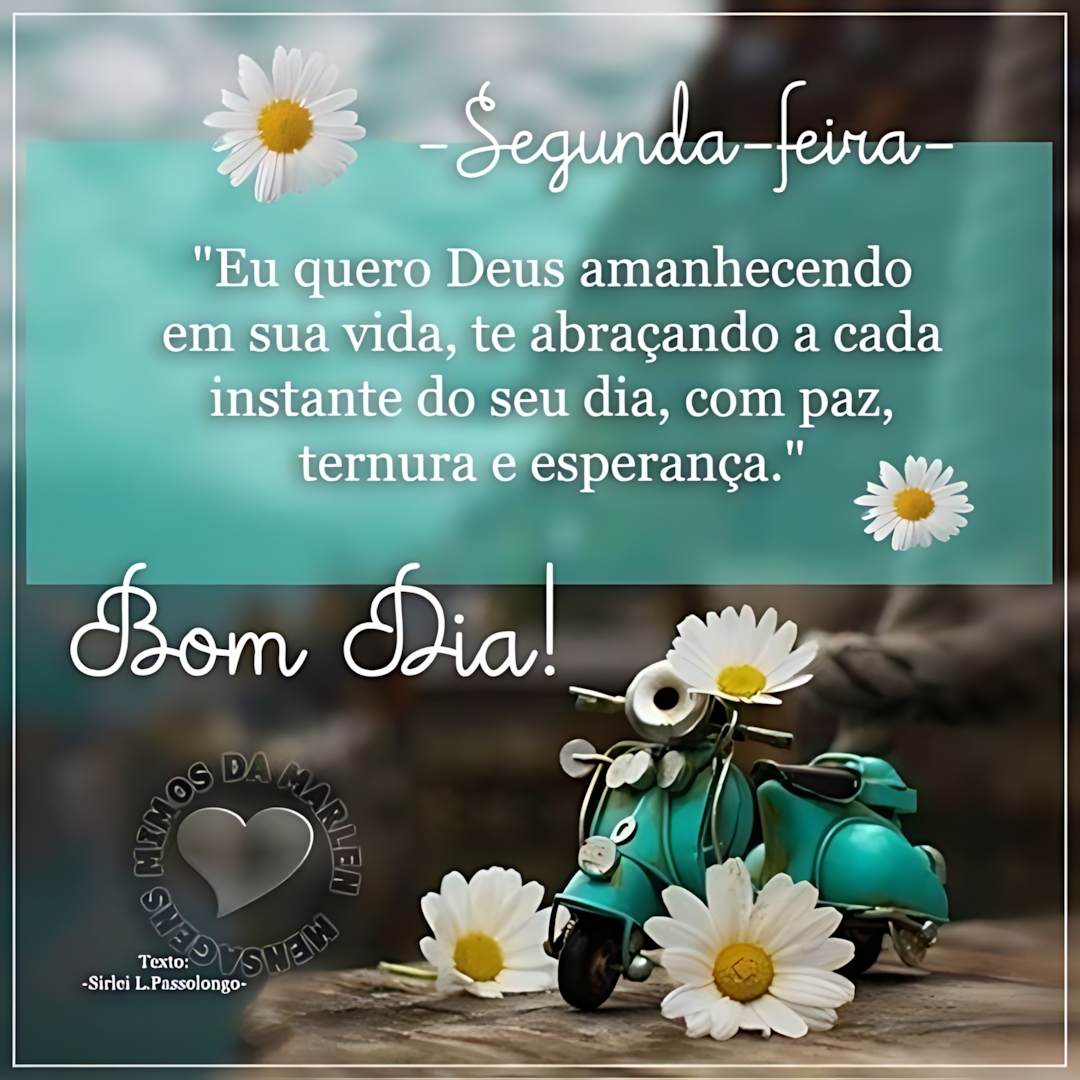 -Segunda-feira-
"Eu quero Deus amanhecendo
em sua vida, te abraçando a cada
instante do seu dia, com paz,
ternura e esperança."
Bom Dia!
MIMOS DA MARLEN MENSAGENS
Texto:
-Sirlei L.Passolongo-